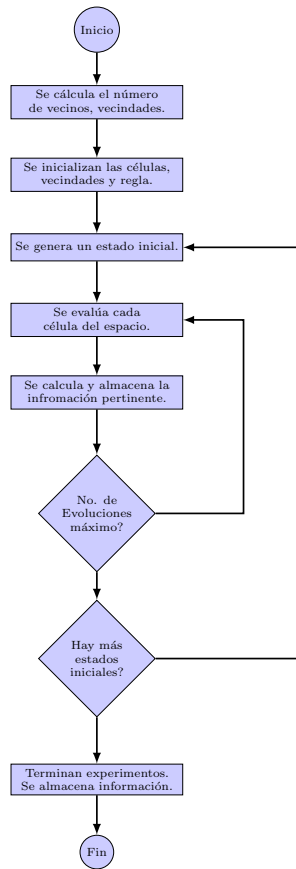 Inicio
Se cálcula el número
de vecinos, vecindades.
Se inicializan las células,
vecindades y regla.
Se genera un estado inicial.
Se evalúa cada
célula del espacio.
Se calcula y almacena la
infromación pertinente.
No. de
Evoluciones
máximo?
Hay más
estados
iniciales?
Terminan experimentos.
Se almacena información.
Fin